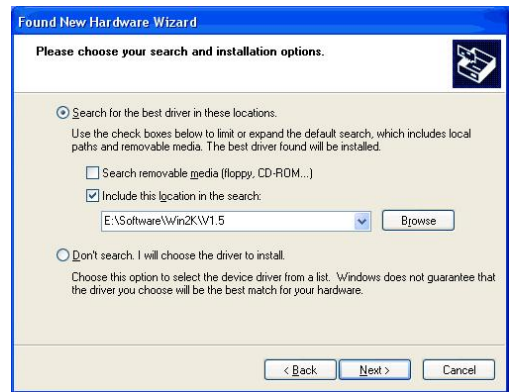 Found New Hardware Wizard
Please choose your search and installation options.
Search for the best driver in these locations.
Use the check boxes below to limit or expand the default search, which includes local
paths and removable media. The best driver found will be installed.
Search removable media (floppy, CD-ROM...)
Include this location in the search:
E:\Software\Win2K\V1.5
Browse
Don't search. I will choose the driver to install.
Choose this option to select the device driver from a list. Windows does not guarantee that
the driver you choose will be the best match for your hardware.
< Back
Next >
Cancel